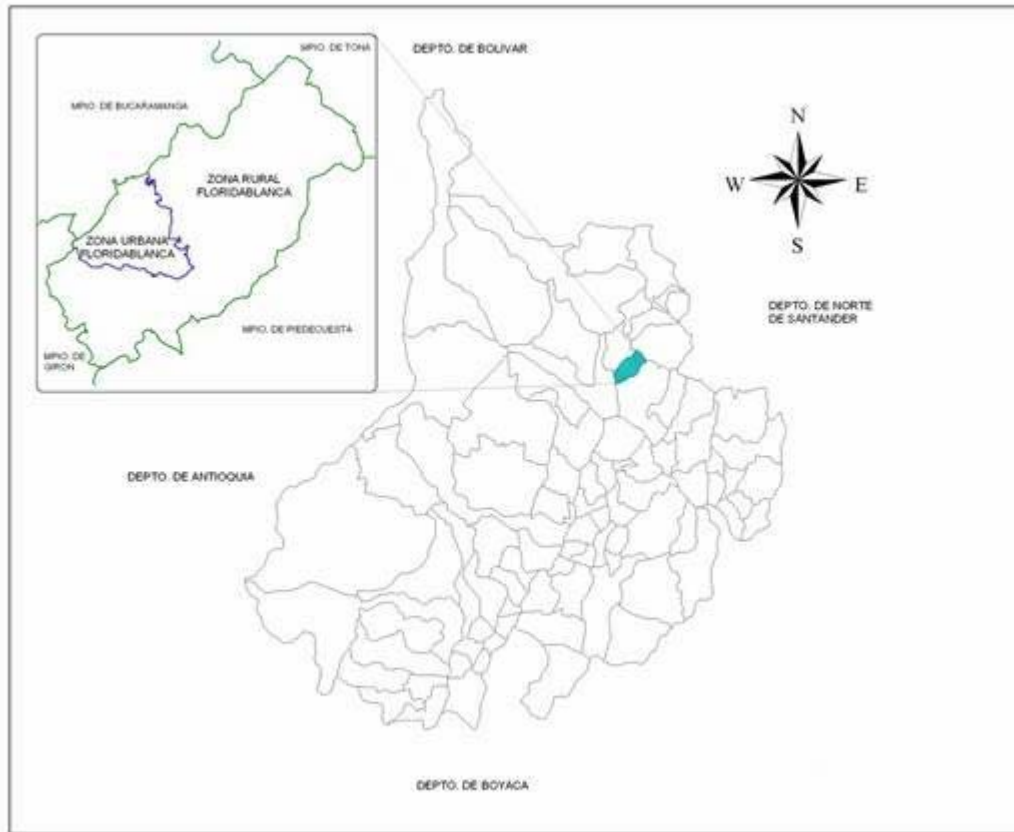 MPIO. DE TONA
DEPTO. DE BOLIVAR
MPIO. DE BUCARAMANGA
ZONA RURAL
FLORIDABLANCA
ZONA URBANA
FLORIDABLANCA
MPIO. DE PIEDECUESTA
MPIO. DE
GIRON
N
W
E
S
DEPTO. DE NORTE
DE SANTANDER
DEPTO. DE ANTIOQUIA
DEPTO. DE BOYACA